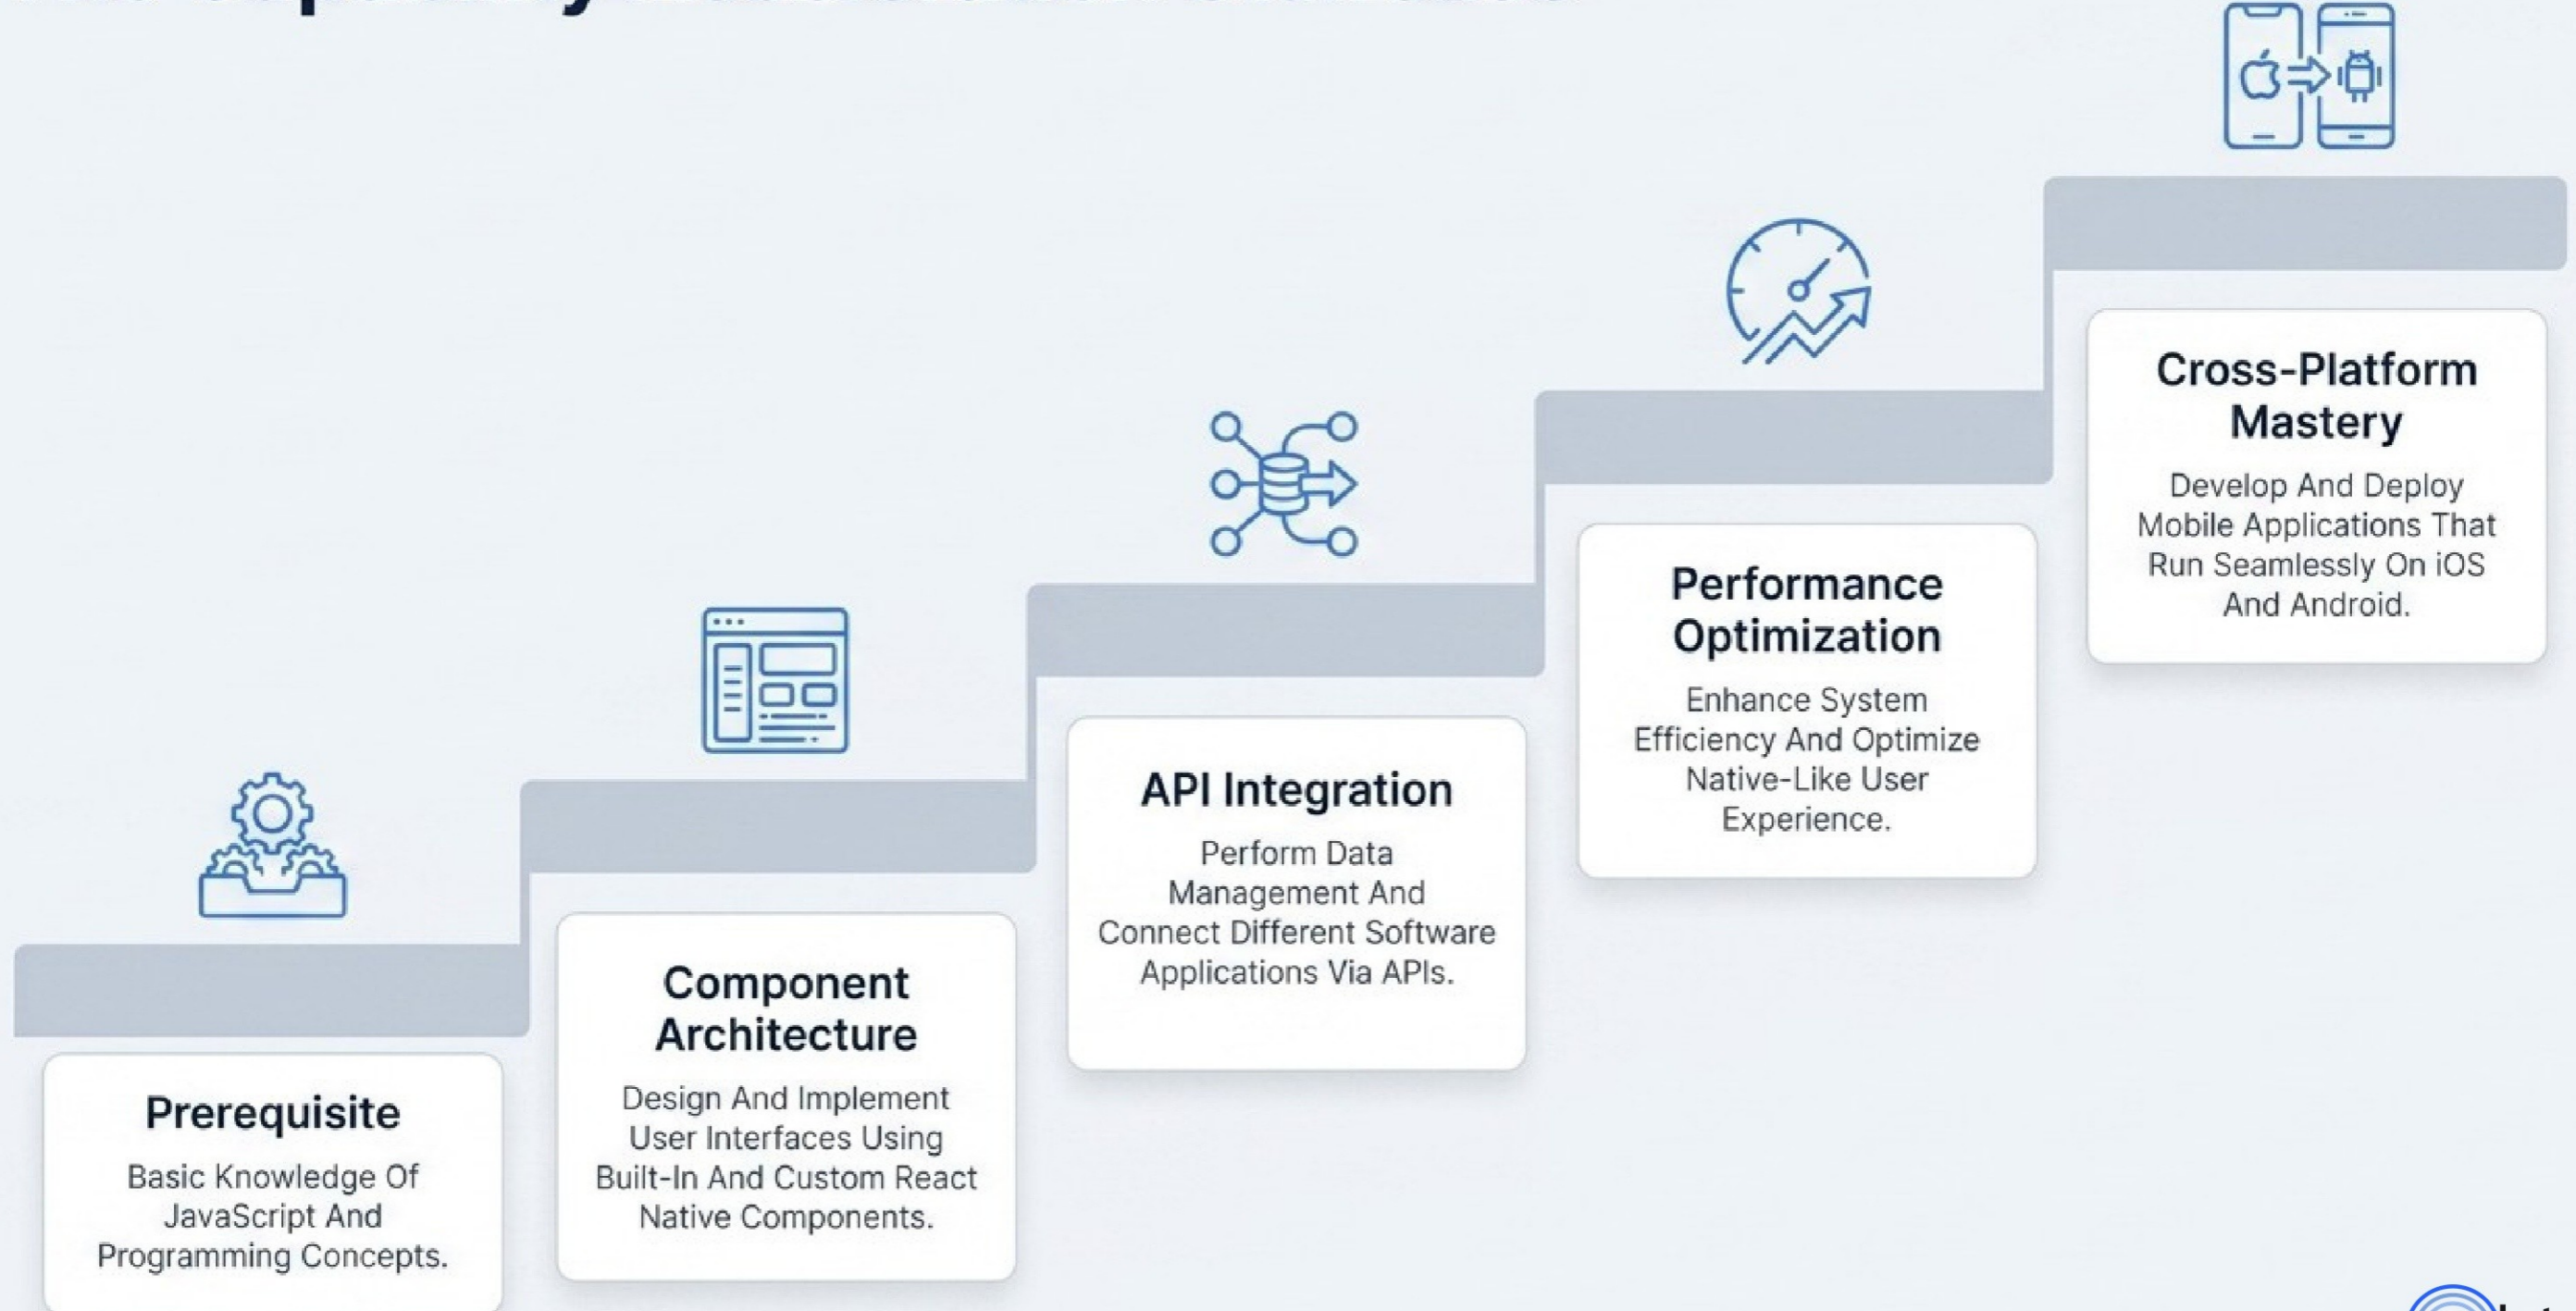 Prerequisite
Basic Knowledge Of
JavaScript And
Programming Concepts.
Component
Architecture
Design And Implement
User Interfaces Using
Built-In And Custom React
Native Components.
API Integration
Perform Data
Management And
Connect Different Software
Applications Via APIs.
Performance
Optimization
Enhance System
Efficiency And Optimize
Native-Like User
Experience.
Cross-Platform
Mastery
Develop And Deploy
Mobile Applications That
Run Seamlessly On iOS
And Android.